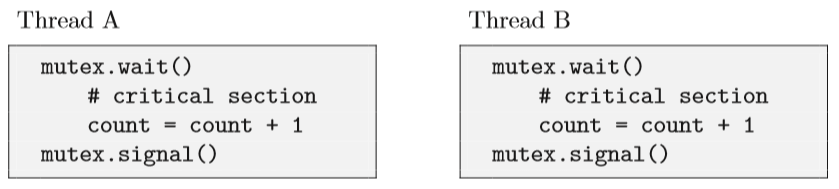 Thread A
mutex.wait()
# critical section
count = count + 1
mutex.signal()
Thread B
mutex.wait()
# critical section
count = count + 1
mutex.signal()